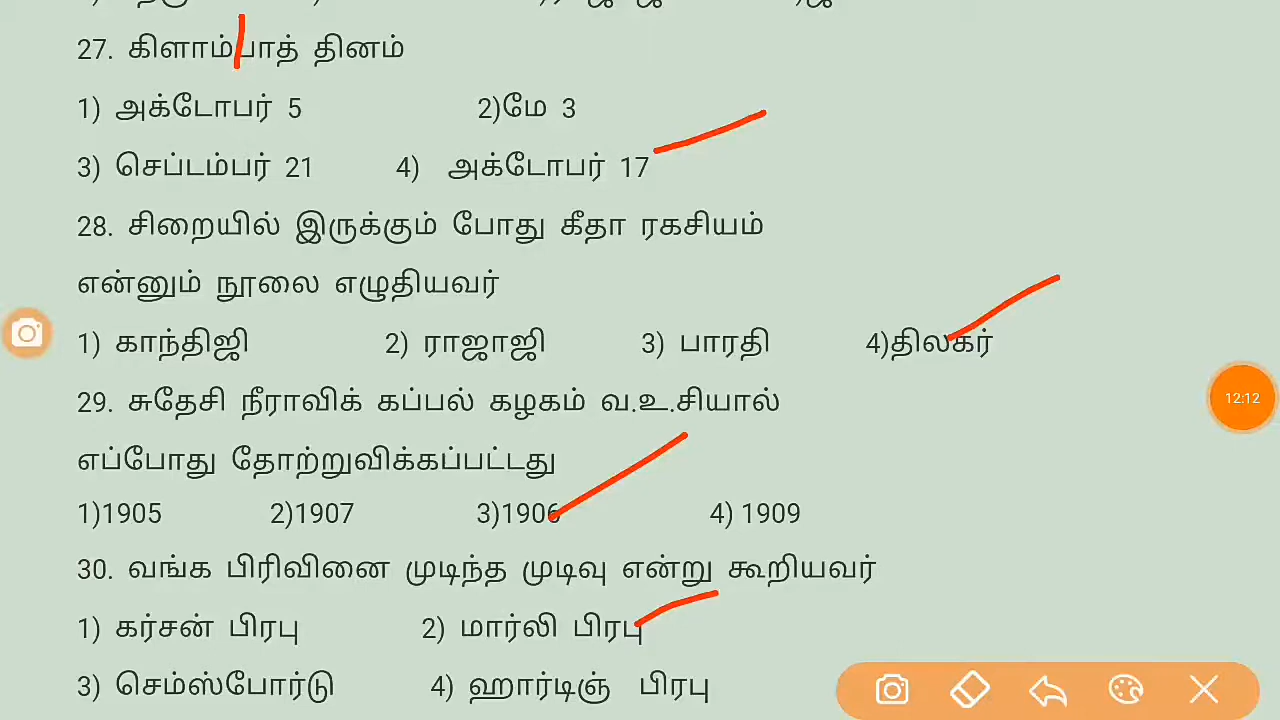 27. கிளாம்பாத் தினம்
1) அக்டோபர் 5 2)மே 3
3) செப்டம்பர் 21 4) அக்டோபர் 17
28. சிறையில் இருக்கும் போது கீதா ரகசியம்
என்னும் நூலை எழுதியவர்
1) காந்திஜி 2) ராஜாஜி 3) பாரதி 4)திலகர்
29. சுதேசி நீராவிக் கப்பல் கழகம் வ.உ.சியால்
எப்போது தோற்றுவிக்கப்பட்டது
1)1905 2)1907 3)1906 4) 1909
30. வங்க பிரிவினை முடிந்த முடிவு என்று கூறியவர்
1) கர்சன் பிரபு 2) மார்லி பிரபு
3) செம்ஸ்போர்டு 4) ஹார்டிஞ் பிரபு
12:12